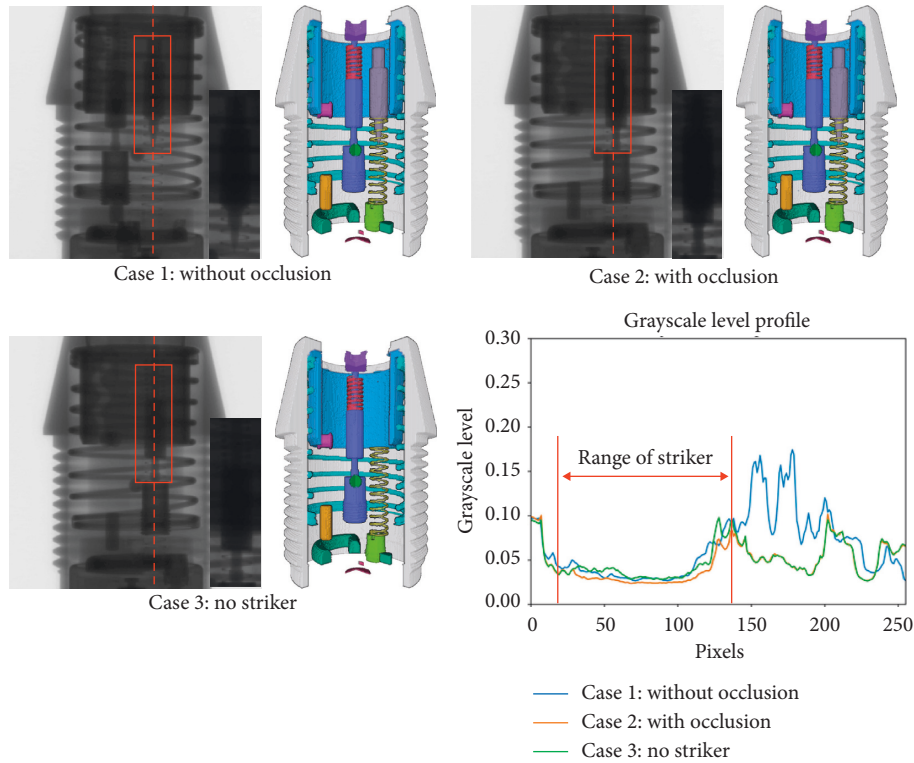 Case 1: without occlusion
Case 2: with occlusion
Case 3: no striker
Grayscale level profile
0.30
0.25
0.20
0.15
0.10
0.05
0.00
Grayscale level
Range of striker
0 50 100 150 200 250
Pixels
Case 1: without occlusion
Case 2: with occlusion
Case 3: no striker